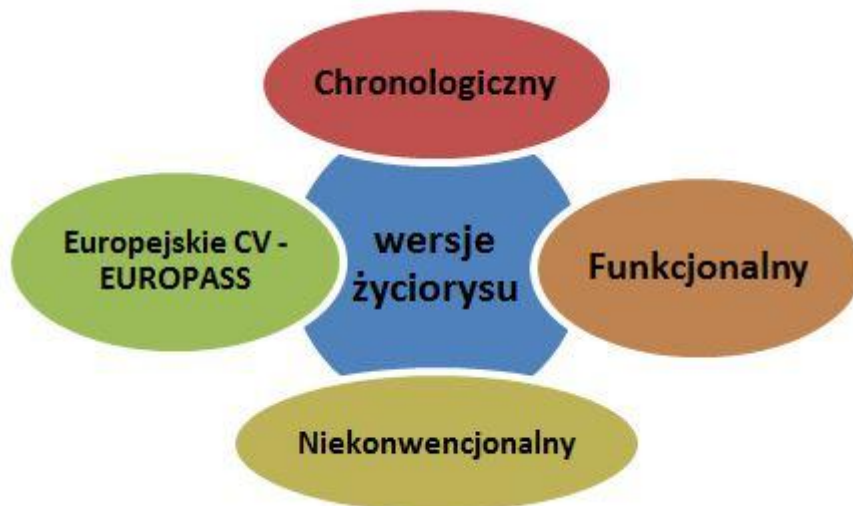 Chronologiczny
Europejskie CV -
EUROPASS
wersje
życiorysu
Funkcjonalny
Niekonwencjonalny